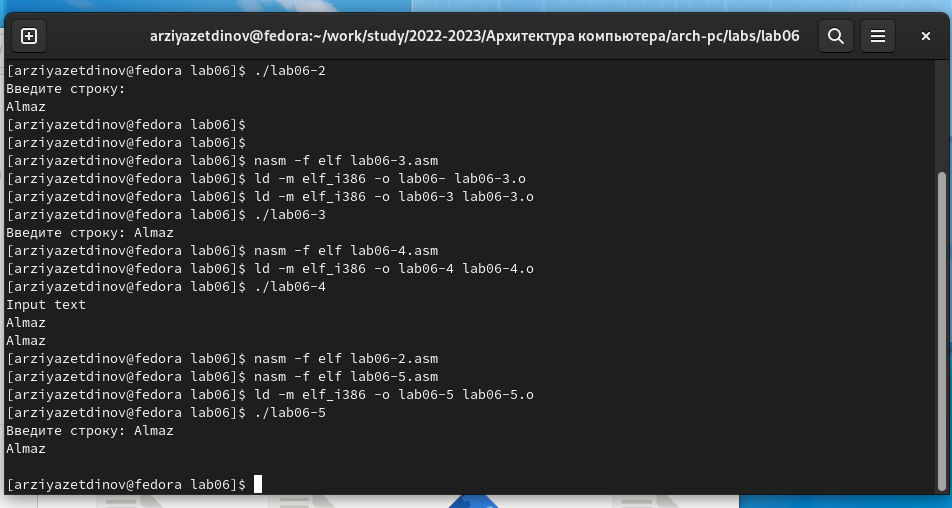 arziyazetdinov@fedora:~/work/study/2022-2023/Архитектура компьютера/arch-pc/labs/lab06
[arziyazetdinov@fedora lab06]$ ./lab06-2
Введите строку:
Almaz
[arziyazetdinov@fedora lab06]$
[arziyazetdinov@fedora lab06]$
[arziyazetdinov@fedora lab06]$ nasm -f elf lab06-3.asm
[arziyazetdinov@fedora lab06]$ ld -m elf_i386 -o lab06- lab06-3.o
[arziyazetdinov@fedora lab06]$ ld -m elf_i386 -o lab06-3 lab06-3.o
[arziyazetdinov@fedora lab06]$ ./lab06-3
Введите строку: Almaz
[arziyazetdinov@fedora lab06]$ nasm -f elf lab06-4.asm
[arziyazetdinov@fedora lab06]$ ld -m elf_i386 -o lab06-4 lab06-4.o
[arziyazetdinov@fedora lab06]$ ./lab06-4
Input text
Almaz
Almaz
[arziyazetdinov@fedora lab06]$ nasm -f elf lab06-2.asm
[arziyazetdinov@fedora lab06]$ nasm -f elf lab06-5.asm
[arziyazetdinov@fedora lab06]$ ld -m elf_i386 -o lab06-5 lab06-5.o
[arziyazetdinov@fedora lab06]$ ./lab06-5
Введите строку: Almaz
Almaz
[arziyazetdinov@fedora lab06]$